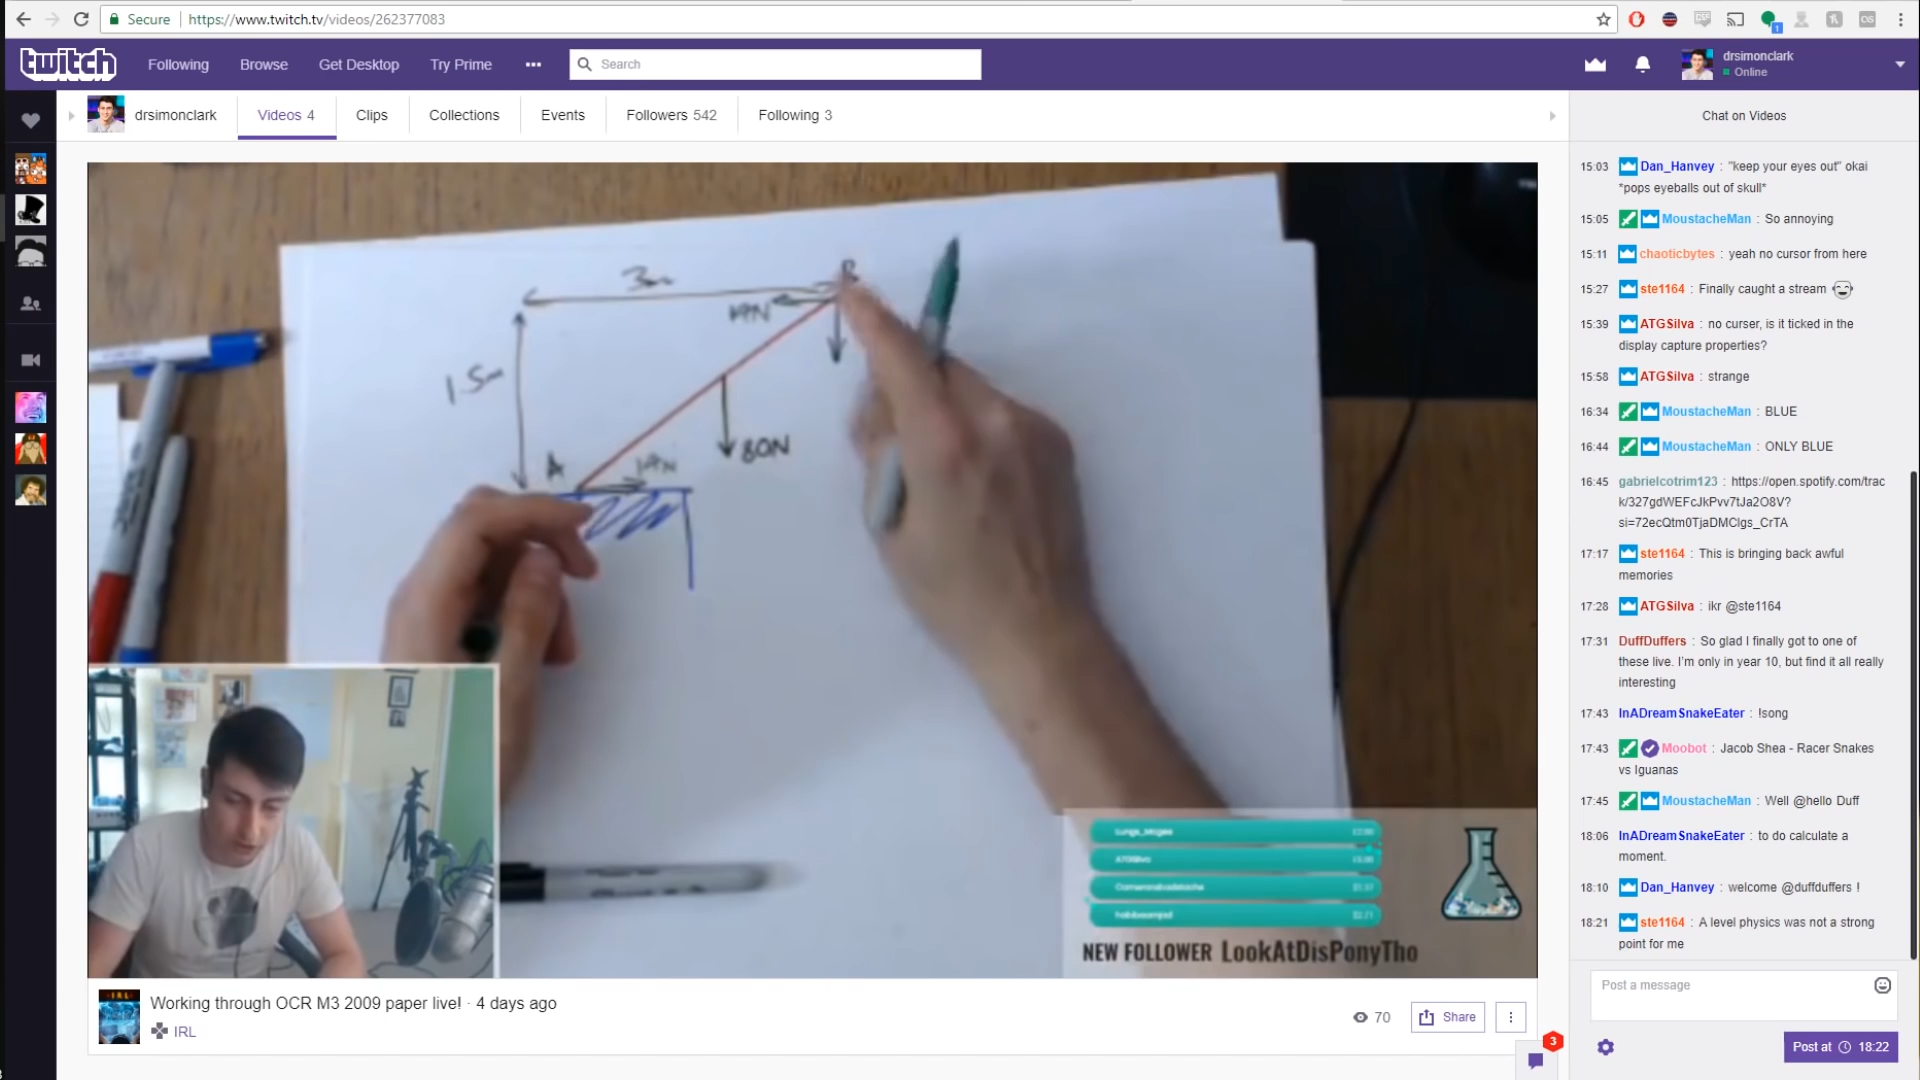 Secure https://www.twitch.tv/videos/262377083
twitch Following Browse Get Desktop Try Prime Search
drsimonclark
Online
drsimonclark Videos 4 Clips Collections Events Followers 542 Following 3
Chat on Videos
3m
14N
1.5m
80N
A
NEW FOLLOWER LookAtDisPonyTho
ATGSilva
Working through OCR M3 2009 paper live! · 4 days ago
IRL
70 Share
3
15:03 Dan_Hanvey : "keep your eyes out" okai
*pops eyeballs out of skull*
15:05 MoustacheMan : So annoying
15:11 chaoticbytes : yeah no cursor from here
15:27 ste1164 : Finally caught a stream
15:39 ATGSilva : no curser, is it ticked in the
display capture properties?
15:58 ATGSilva : strange
16:34 MoustacheMan : BLUE
16:44 MoustacheMan : ONLY BLUE
16:45 gabrielcotrim123 : https://open.spotify.com/trac
k/327gdWEFcJkPvv7tJa2O8V?
si=72ecQtm0TjaDMClgs_CrTA
17:17 ste1164 : This is bringing back awful
memories
17:28 ATGSilva : ikr @ste1164
17:31 DuffDuffers : So glad I finally got to one of
these live. I'm only in year 10, but find it all really
interesting
17:43 InADreamSnakeEater : !song
17:43 Moobot : Jacob Shea - Racer Snakes
vs Iguanas
17:45 MoustacheMan : Well @hello Duff
18:06 InADreamSnakeEater : to do calculate a
moment.
18:10 Dan_Hanvey : welcome @duffduffers !
18:21 ste1164 : A level physics was not a strong
point for me
Post a message
Post at 18:22